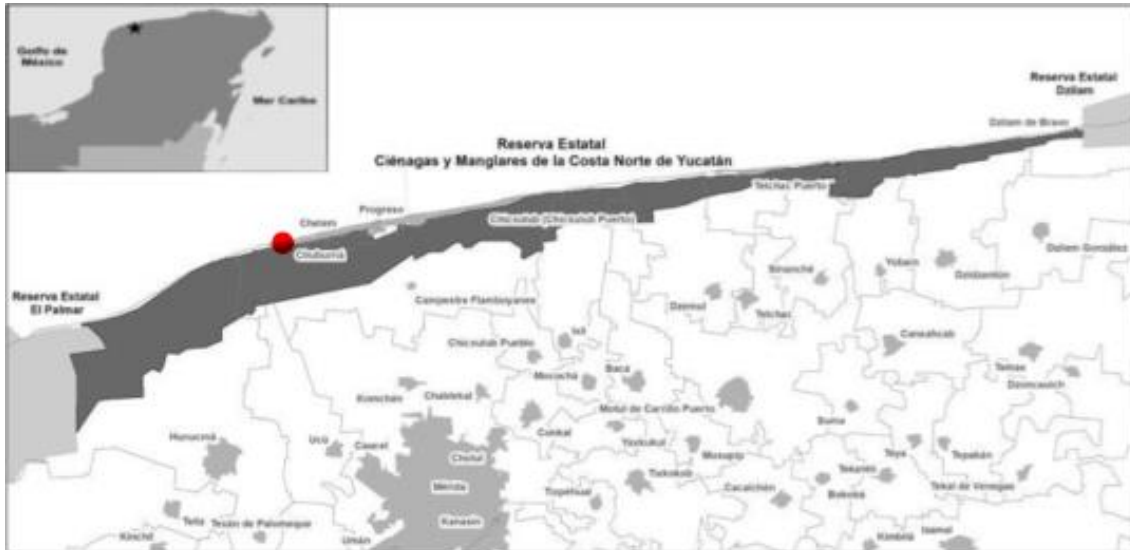 Golfo de
México
Mar Caribe
Reserva Estatal
Dzilam
Dzilam de Bravo
Reserva Estatal
Ciénagas y Manglares de la Costa Norte de Yucatán
Telchac Puerto
Progreso
Chicxulub (Chicxulub Puerto)
Chelem
Chuburná
Reserva Estatal
El Palmar
Dzilam González
Yobaín
Dzidzantún
Sinanché
Campestre Flamboyanes
Dzemul
Telchac
Ixil
Cansahcab
Chicxulub Pueblo
Temax
Mocochá
Baca
Dzoncauich
Komchén
Chablekal
Motul de Carrillo Puerto
Suma
Conkal
Yaxkukul
Hunucmá
Ucú
Caucel
Cholul
Muxupip
Teya
Tepakán
Tixkokob
Tekantó
Tekal de Venegas
Mérida
Tixpehual
Cacalchén
Bokobá
Tetiz
Kanasín
Texán de Palomeque
Kinchil
Umán
Kimbilá
Izamal